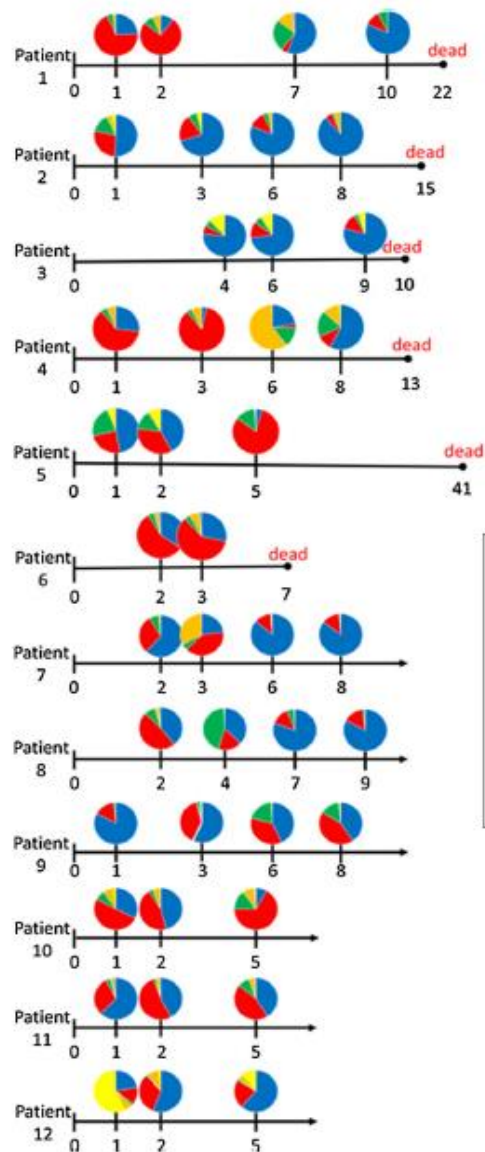 Patient
1
dead
0 1 2 7 10 22
Patient
2
dead
0 1 3 6 8 15
Patient
3
dead
0 4 6 9 10
Patient
4
dead
0 1 3 6 8 13
Patient
5
dead
0 1 2 5 41
Patient
6
dead
0 2 3 7
Patient
7
0 2 3 6 8
Patient
8
0 2 4 7 9
Patient
9
0 1 3 6 8
Patient
10
0 1 2 5
Patient
11
0 1 2 5
Patient
12
0 1 2 5